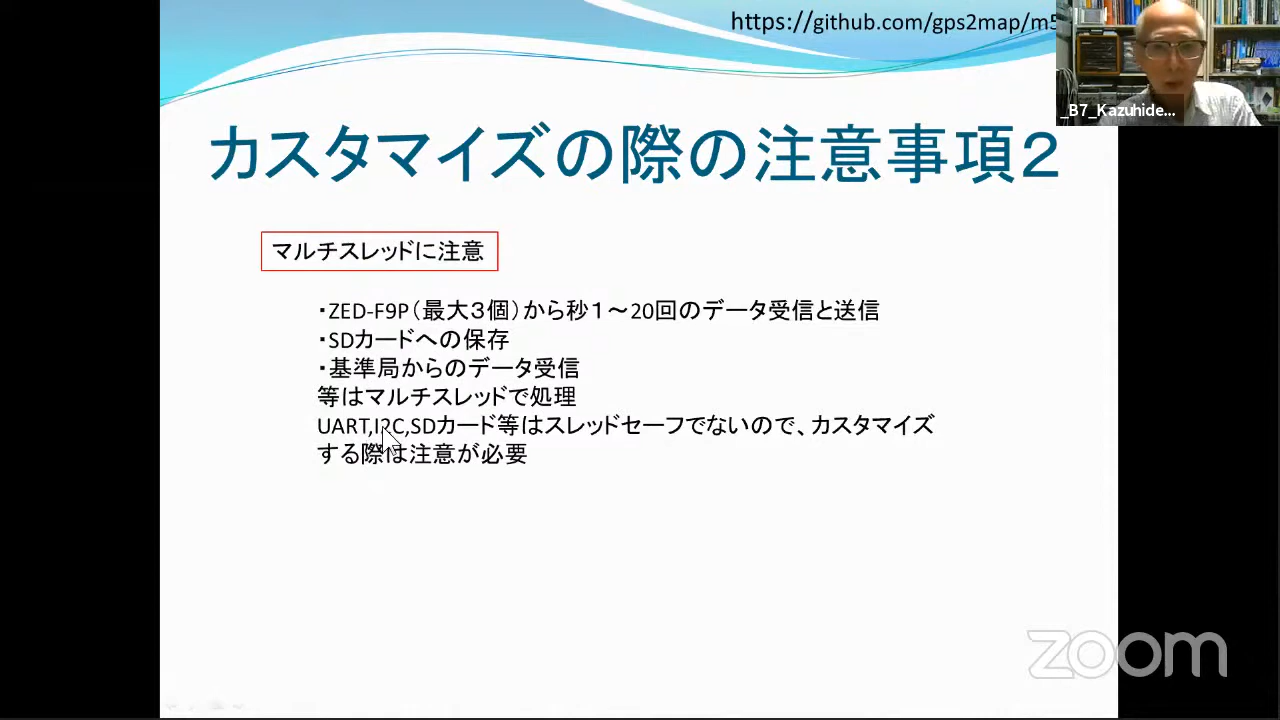 https://github.com/gps2map/m5
_B7_Kazuhide...
カスタマイズの際の注意事項２
マルチスレッドに注意
・ZED-F9P（最大３個）から秒１～20回のデータ受信と送信
・SDカードへの保存
・基準局からのデータ受信
等はマルチスレッドで処理
UART,I2C,SDカード等はスレッドセーフでないので、カスタマイズ
する際は注意が必要
zoom